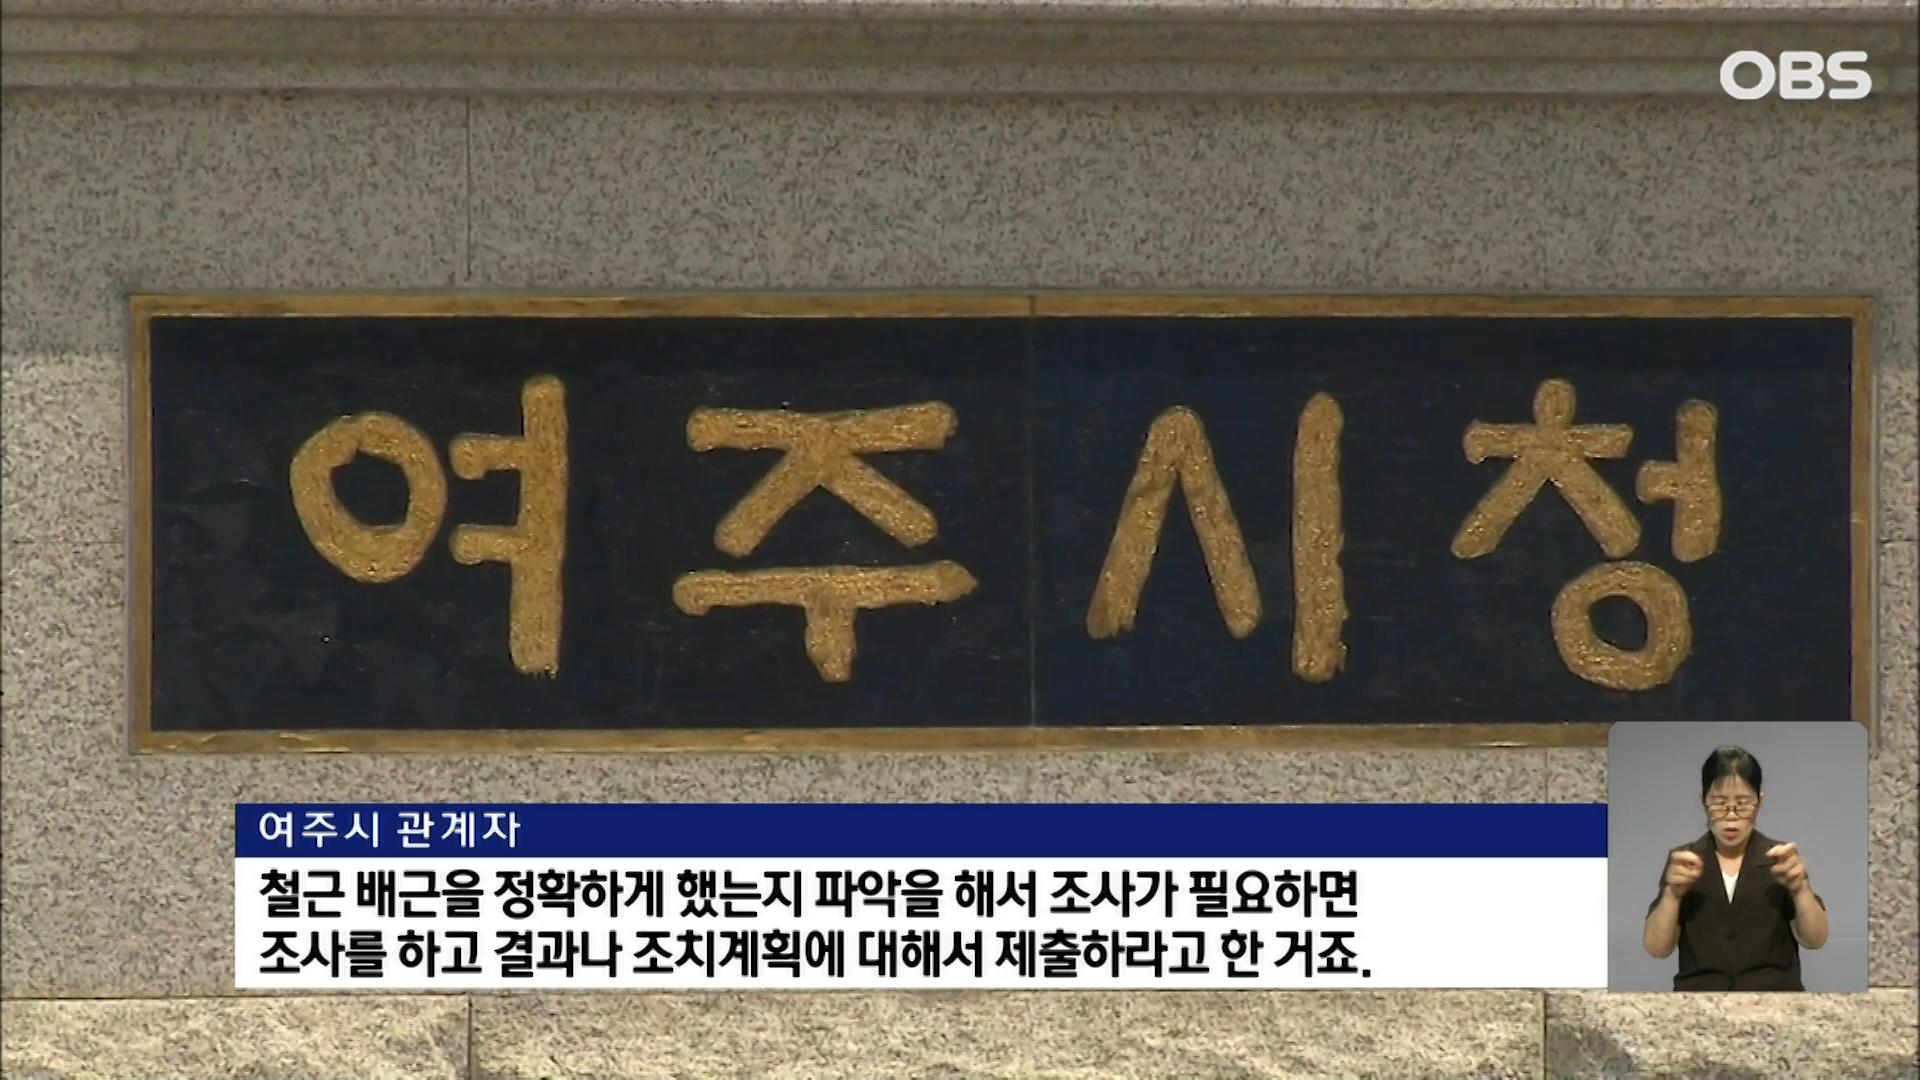 OBS
여주시청
여주시 관계자
철근 배근을 정확하게 했는지 파악을 해서 조사가 필요하면
조사를 하고 결과나 조치계획에 대해서 제출하라고 한 거죠.